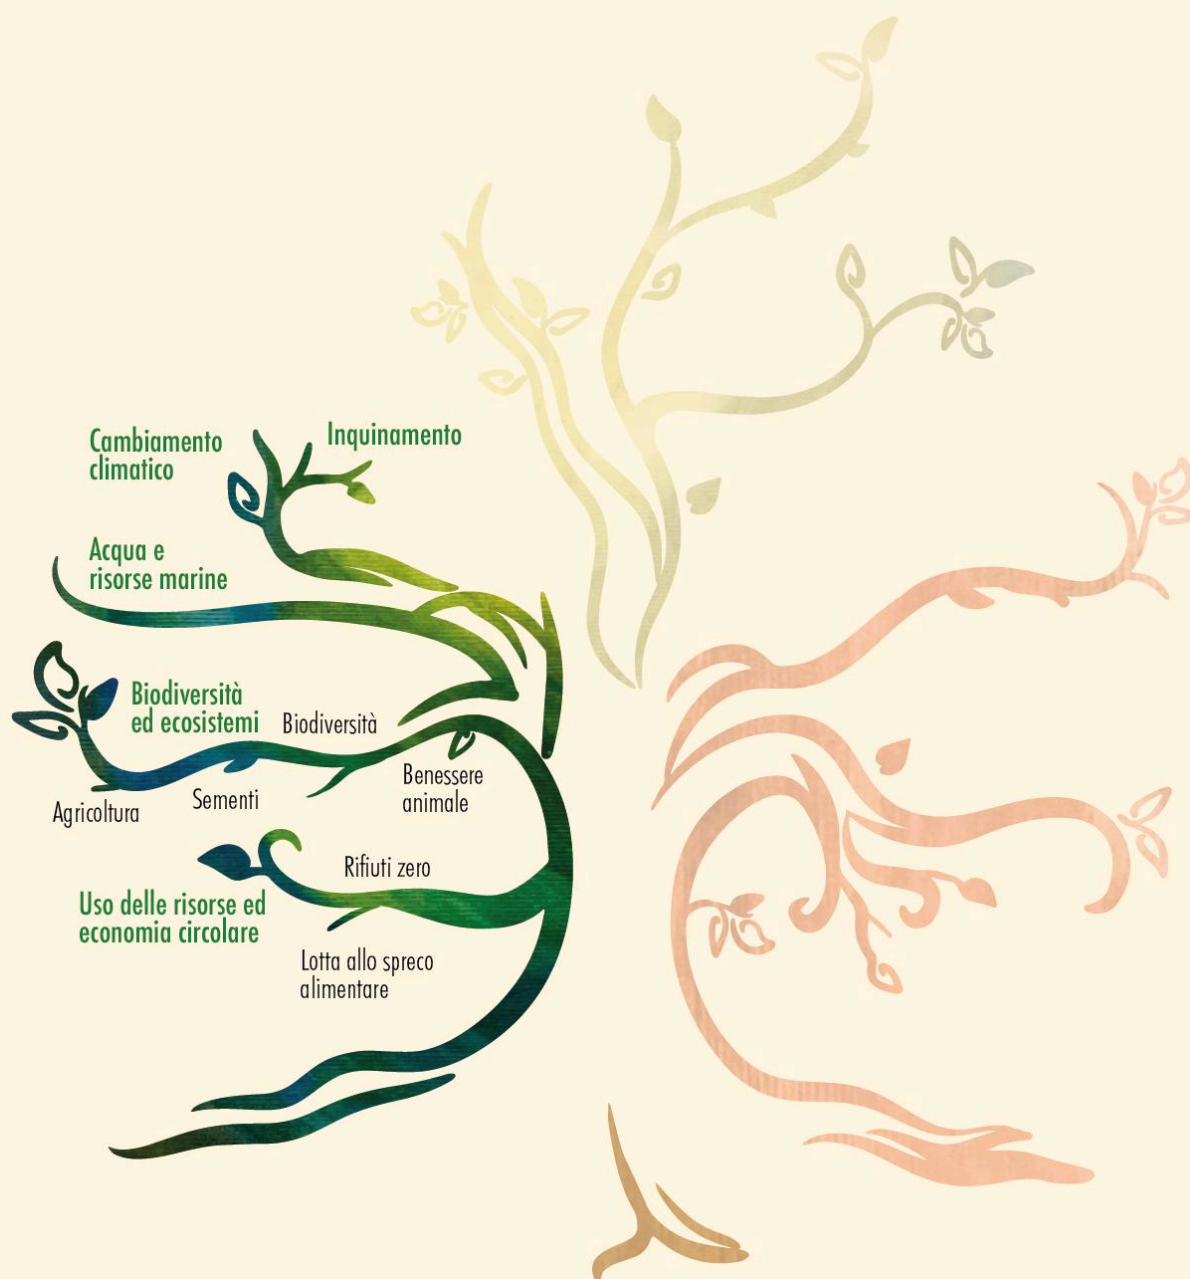 Cambiamento
climatico
Inquinamento
Acqua e
risorse marine
Biodiversità
ed ecosistemi
Biodiversità
Benessere
animale
Sementi
Agricoltura
Rifiuti zero
Uso delle risorse ed
economia circolare
Lotta allo spreco
alimentare